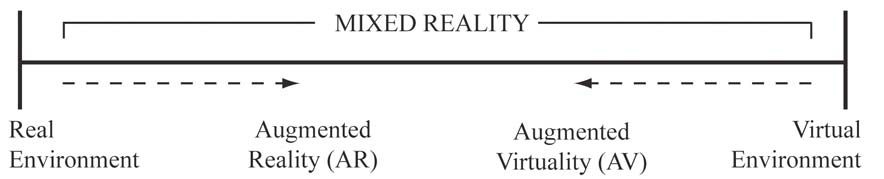 MIXED REALITY
Real
Environment
Augmented
Reality (AR)
Augmented
Virtuality (AV)
Virtual
Environment